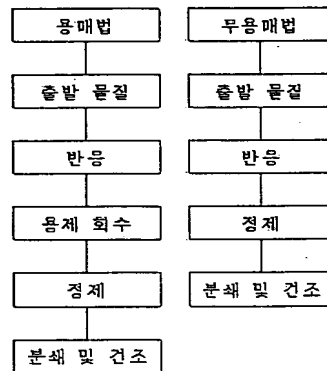 용매법
출발 물질
반응
용제 회수
정제
분쇄 및 건조
무용매법
출발 물질
반응
정제
분쇄 및 건조